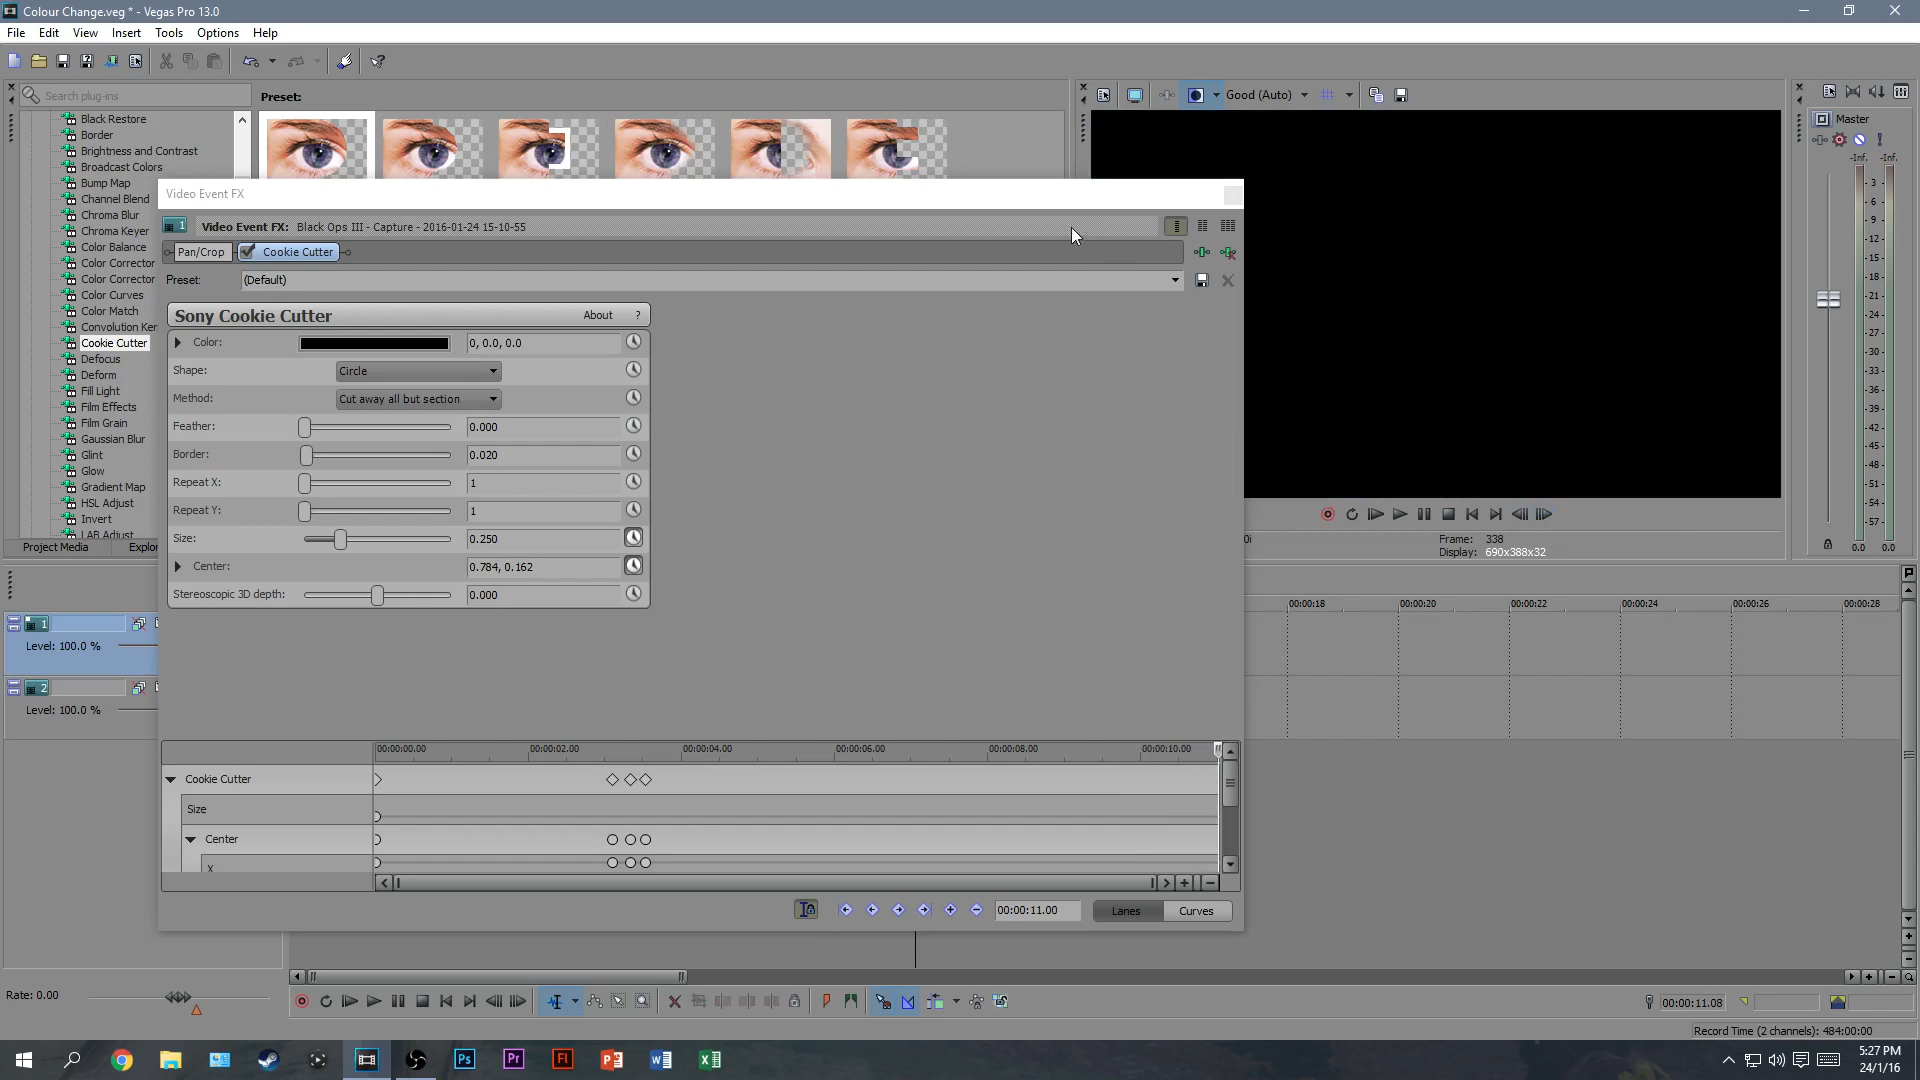 Colour Change.veg * - Vegas Pro 13.0
File Edit View Insert Tools Options Help
Search plug-ins
Preset:
Good (Auto)
Master
Black Restore
Border
Brightness and Contrast
Broadcast Colors
Bump Map
Channel Blend
Chroma Blur
Chroma Keyer
Color Balance
Color Corrector
Color Corrector
Color Curves
Color Match
Convolution Ker
Cookie Cutter
Defocus
Deform
Fill Light
Film Effects
Film Grain
Gaussian Blur
Glint
Glow
Gradient Map
HSL Adjust
Invert
LAB Adjust
Project Media Explor
Video Event FX
1 Video Event FX: Black Ops III - Capture - 2016-01-24 15-10-55
Pan/Crop Cookie Cutter
Preset: (Default)
Sony Cookie Cutter About ?
Color: 0, 0.0, 0.0
Shape: Circle
Method: Cut away all but section
Feather: 0.000
Border: 0.020
Repeat X: 1
Repeat Y: 1
Size: 0.250
Center: 0.784, 0.162
Stereoscopic 3D depth: 0.000
-Inf. -Inf.
3
6
9
12
15
18
21
24
27
30
33
36
39
42
45
48
51
54
57
0.0 0.0
0i Frame: 338
Display: 690x388x32
00:00:18 00:00:20 00:00:22 00:00:24 00:00:26 00:00:28
1
Level: 100.0 %
2
Level: 100.0 %
00:00:00.00 00:00:02.00 00:00:04.00 00:00:06.00 00:00:08.00 00:00:10.00
Cookie Cutter
Size
Center
X
00:00:11.00 Lanes Curves
Rate: 0.00
00:00:11.08
Record Time (2 channels): 484:00:00
Ps Pr Fl
5:27 PM
24/1/16